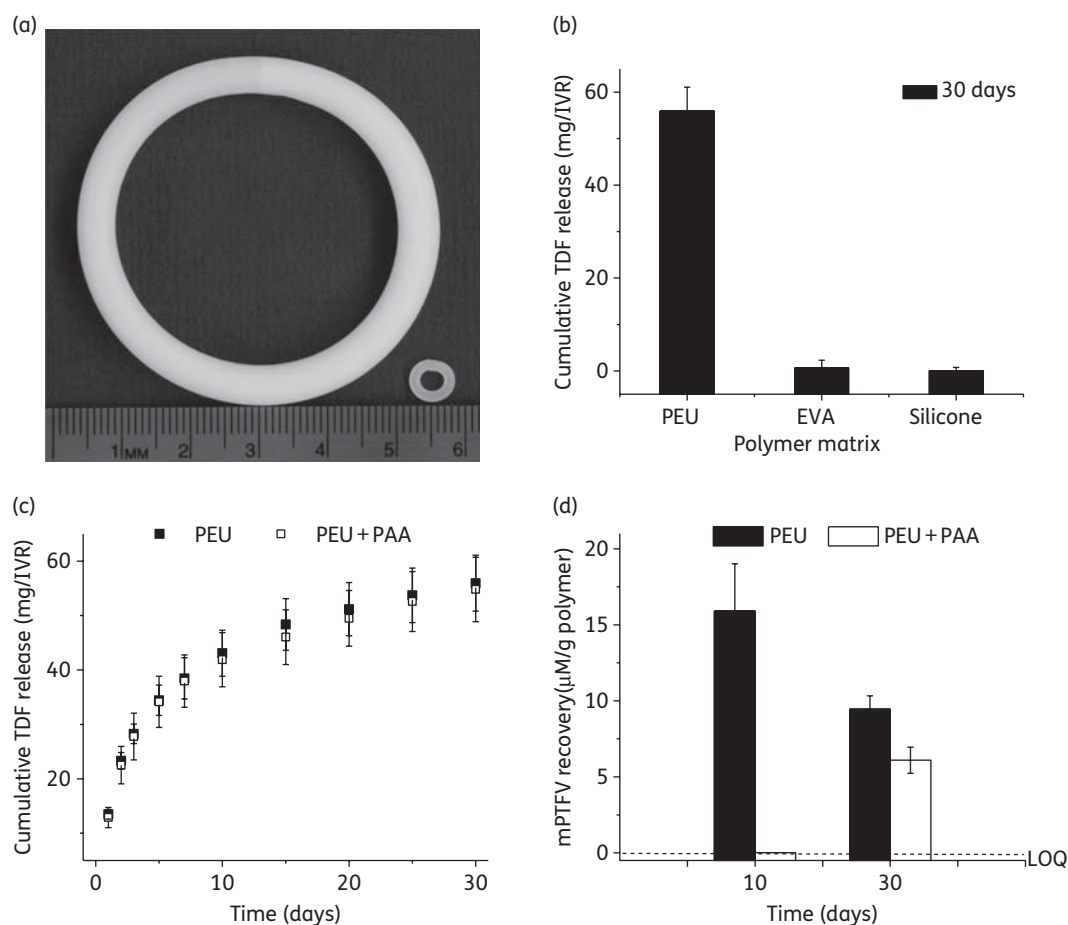 (a)
1 MM 2 3 4 5 6
(b)
Cumulative TDF release (mg/IVR)
60
40
20
0
30 days
PEU EVA Silicone
Polymer matrix
(c)
PEU PEU + PAA
Cumulative TDF release (mg/IVR)
60
40
20
0 10 20 30
Time (days)
(d)
PEU PEU + PAA
mPTFV recovery(μM/g polymer)
20
15
10
5
0
LOQ
10 30
Time (days)